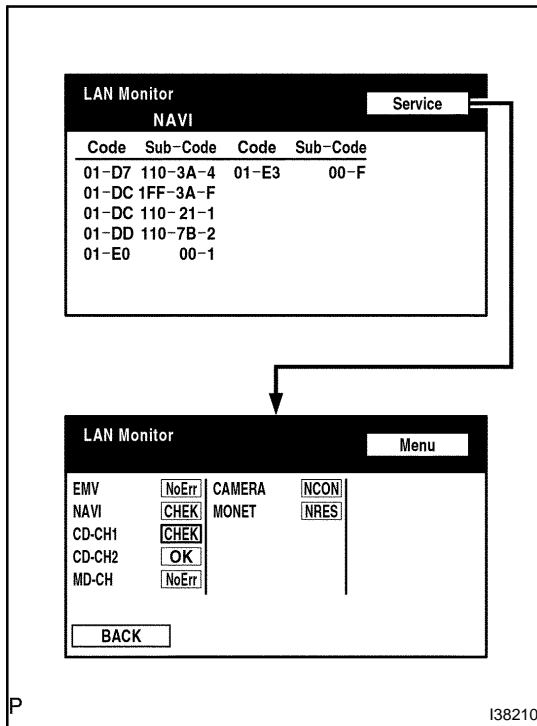 LAN Monitor
NAVI
Service
Code Sub-Code Code Sub-Code
01-D7 110-3A-4 01-E3 00-F
01-DC 1FF-3A-F
01-DC 110-21-1
01-DD 110-7B-2
01-E0 00-1
LAN Monitor
Menu
EMV NoErr CAMERA NCON
NAVI CHEK MONET NRES
CD-CH1 CHEK
CD-CH2 OK
MD-CH NoErr
BACK
P
I38210